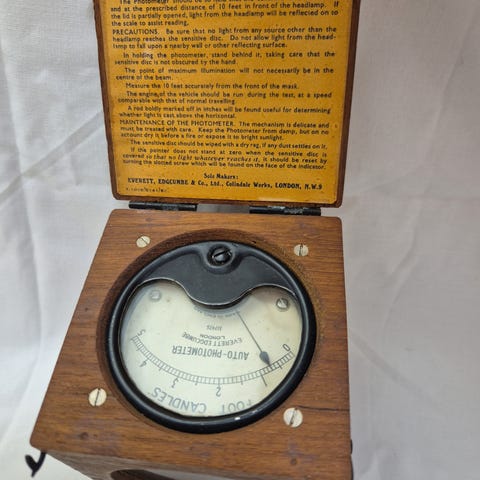 The Photometer should be
and at the prescribed distance of 10 feet in front of the headlamp. If
the lid is partially opened, light from the headlamp will be reflected on to
the scale to assist reading.
PRECAUTIONS. Be sure that no light from any source other than the
headlamp reaches the sensitive disc. Do not allow light from the head-
lamp to fall upon a nearby wall or other reflecting surface.
In holding the photometer, stand behind it, taking care that the
sensitive disc is not obscured by the hand.
The point of maximum illumination will not necessarily be in the
centre of the beam.
Measure the 10 feet accurately from the front of the mask.
The engine of the vehicle should be run during the test, at a speed
comparable with that of normal travelling.
A rod boldly marked off in inches will be found useful for determining
whether light is cast above the horizontal.
MAINTENANCE OF THE PHOTOMETER. The mechanism is delicate and
must be treated with care. Keep the Photometer from damp, but on no
account dry it before a fire or expose it to bright sunlight.
The sensitive disc should be wiped with a dry rag, if any dust settles on it.
If the pointer does not stand at zero when the sensitive disc is
covered so that no light whatever reaches it, it should be reset by
turning the slotted screw which will be found on the face of the indicator.
Sole Makers:
EVEREST, EDGCUMBE & Co., Ltd., Colindale Works, LONDON, N.W.9
FOOT CANDLES
0 2 3 4 5
AUTO-PHOTOMETER
EVEREST EDGCUMBE
LONDON